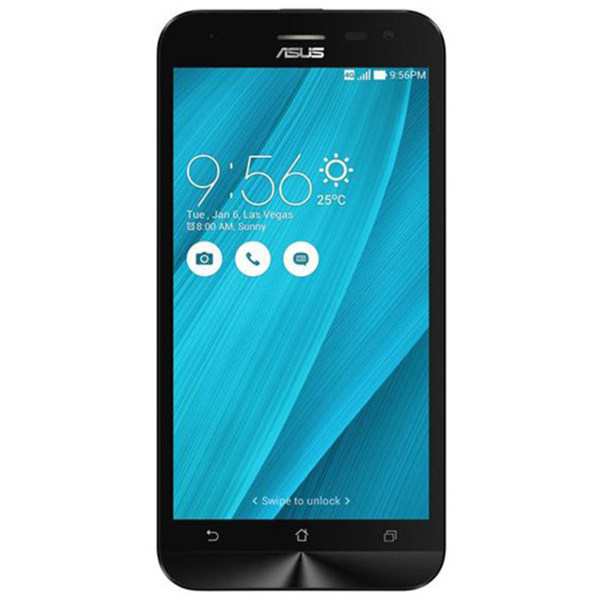 ASUS
4G 9:56PM
9:56
25°C
Tue , Jan 6, Las Vegas
8:00 AM, Sunny
< Swipe to unlock >